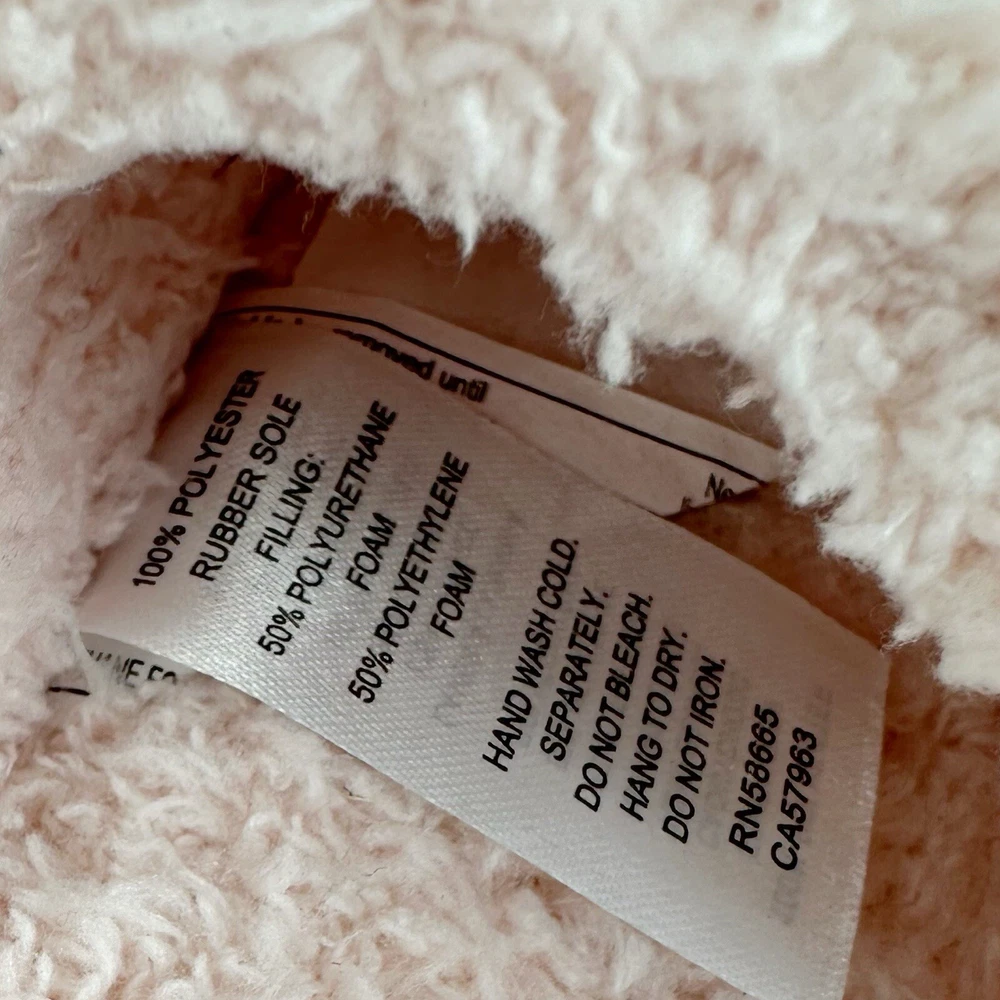 100% POLYESTER
RUBBER SOLE
FILLING:
50% POLYURETHANE
FOAM
50% POLYETHYLENE
FOAM
HAND WASH COLD.
SEPARATELY.
DO NOT BLEACH.
HANG TO DRY.
DO NOT IRON.
RN58665
CA57963
until